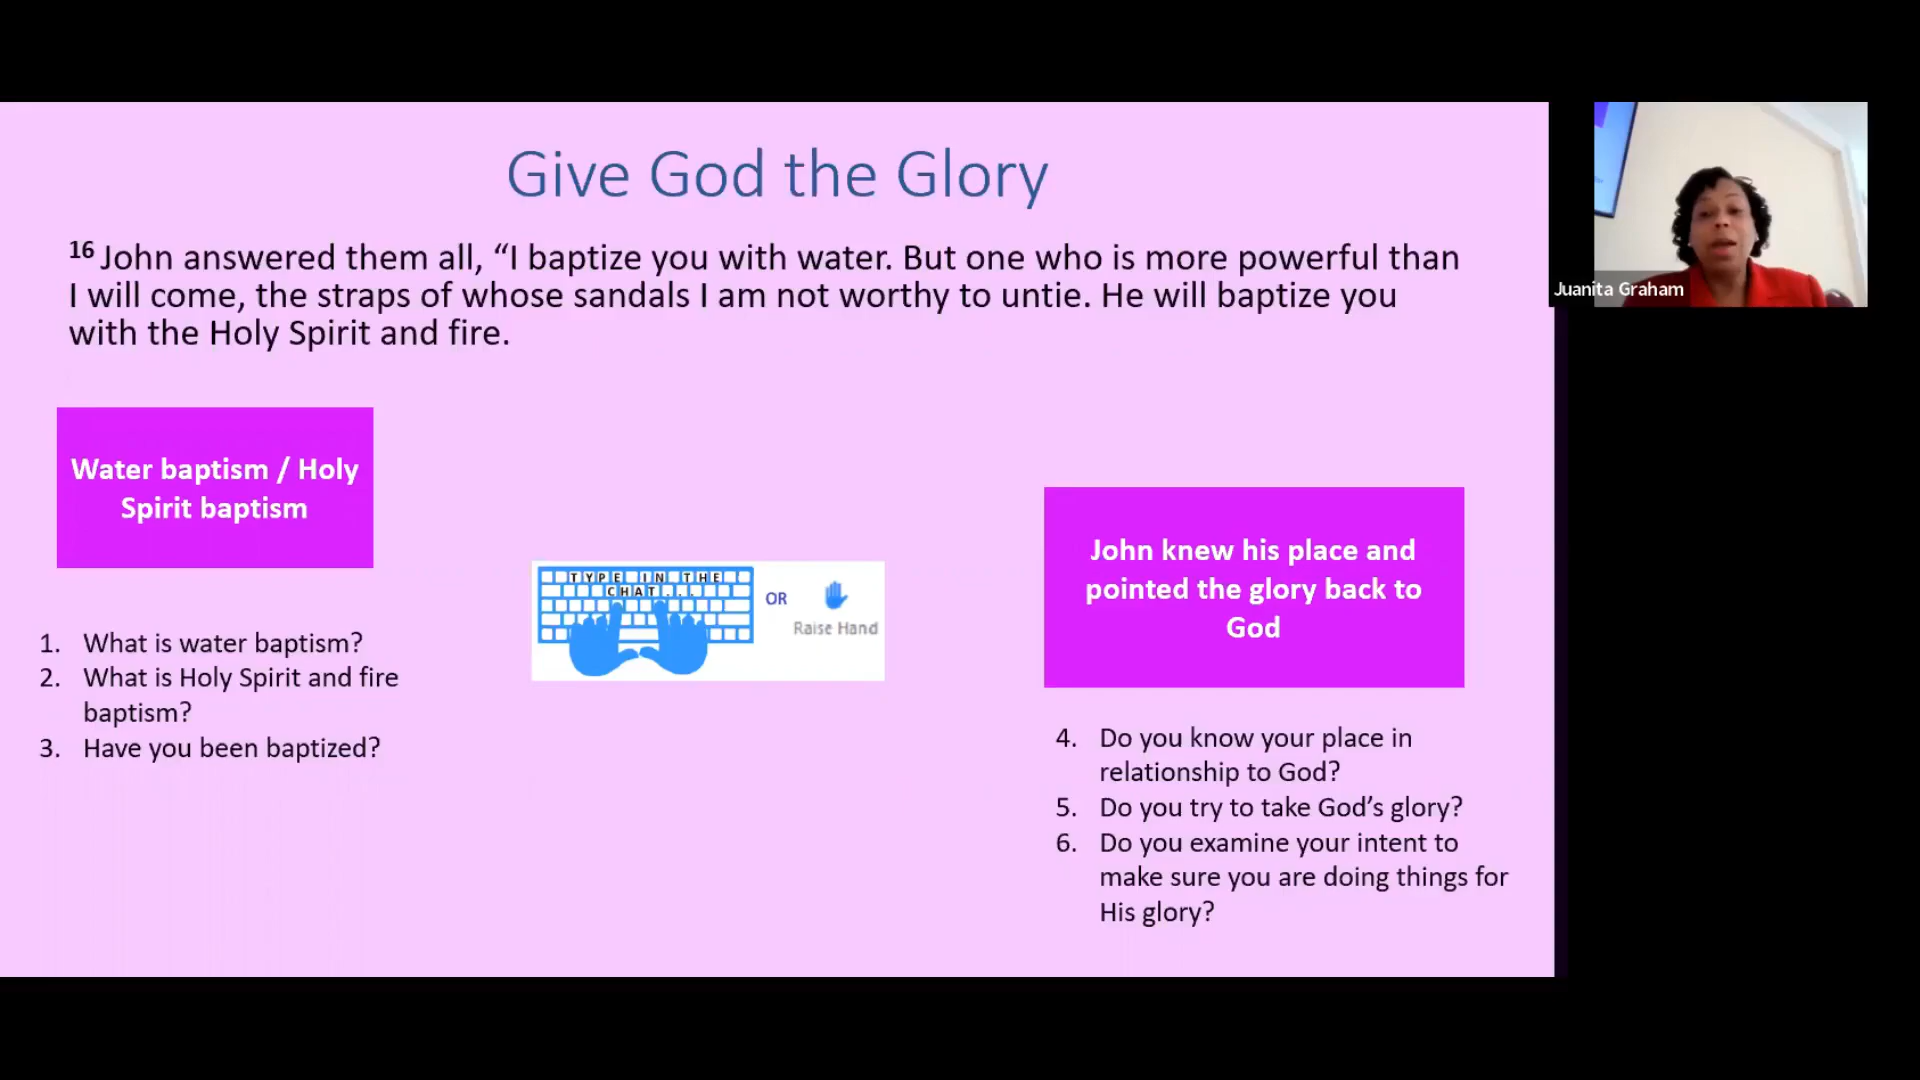 Give God the Glory
16 John answered them all, “I baptize you with water. But one who is more powerful than
I will come, the straps of whose sandals I am not worthy to untie. He will baptize you
with the Holy Spirit and fire.
Juanita Graham
Water baptism / Holy
Spirit baptism
1. What is water baptism?
2. What is Holy Spirit and fire
baptism?
3. Have you been baptized?
TYPE IN THE
CHAT...
OR
Raise Hand
John knew his place and
pointed the glory back to
God
4. Do you know your place in
relationship to God?
5. Do you try to take God’s glory?
6. Do you examine your intent to
make sure you are doing things for
His glory?